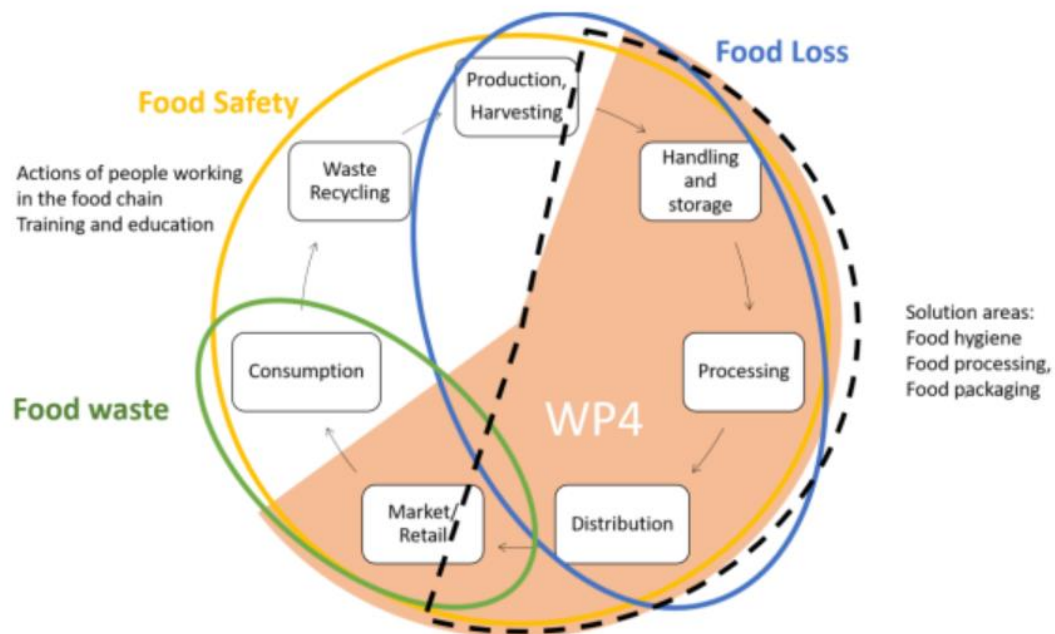 Food Loss
Food Safety
Production,
Harvesting
Waste
Recycling
Handling
and
storage
Actions of people working
in the food chain
Training and education
Solution areas:
Food hygiene
Food processing,
Food packaging
Consumption
Processing
Food waste
WP4
Market/
Retail
Distribution